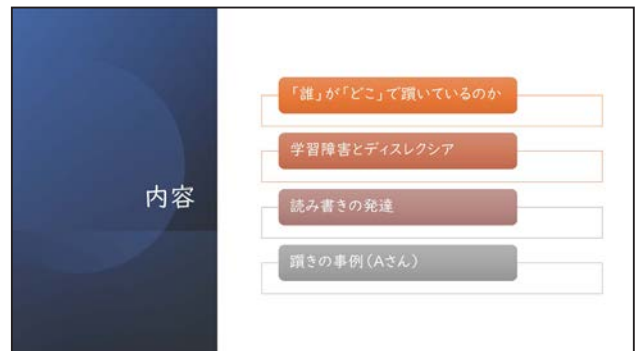 内容
「誰」が「どこ」で躓いているのか
学習障害とディスレクシア
読み書きの発達
躓きの事例(Aさん)